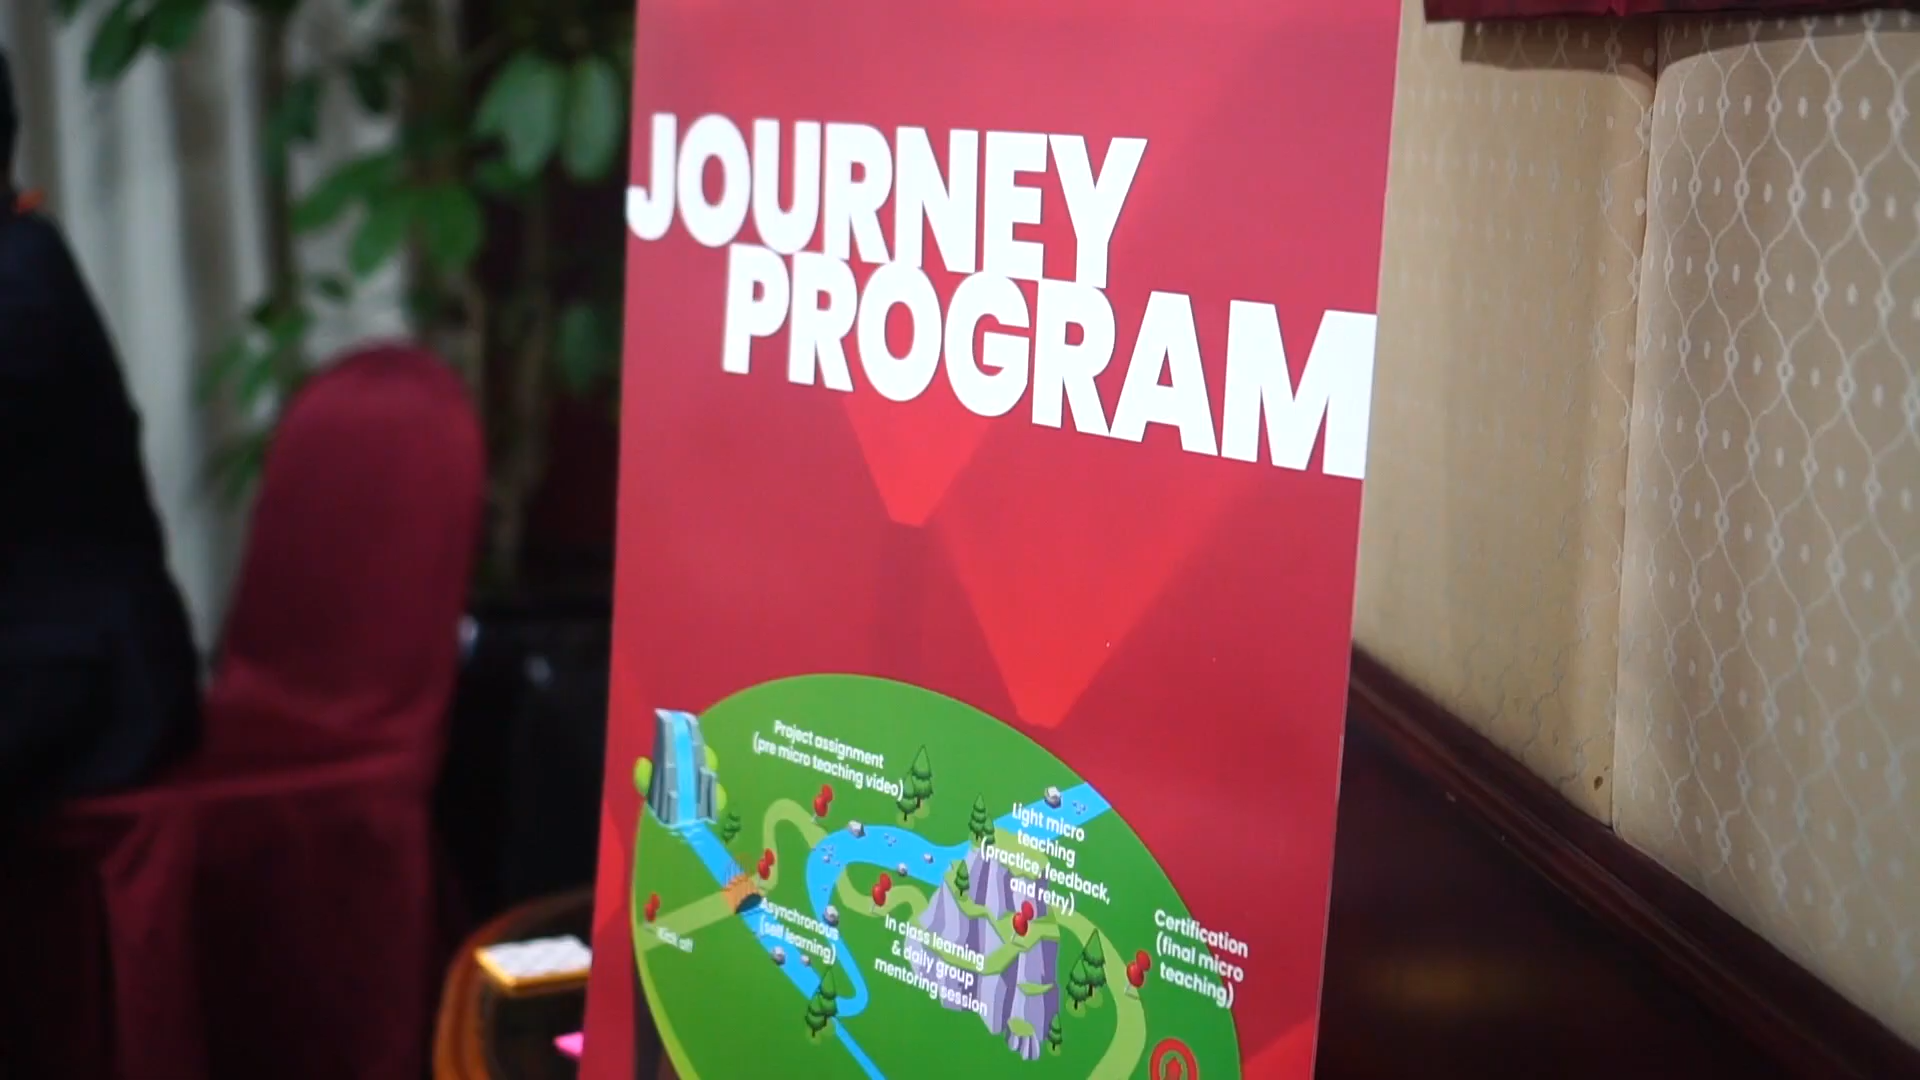 JOURNEY
PROGRAM
Project assignment
(pre micro teaching video)
Light micro
teaching
(practice, feedback,
and retry)
Kick off
Asynchronous
(self learning)
In class learning
& daily group
mentoring session
Certification
(final micro
teaching)